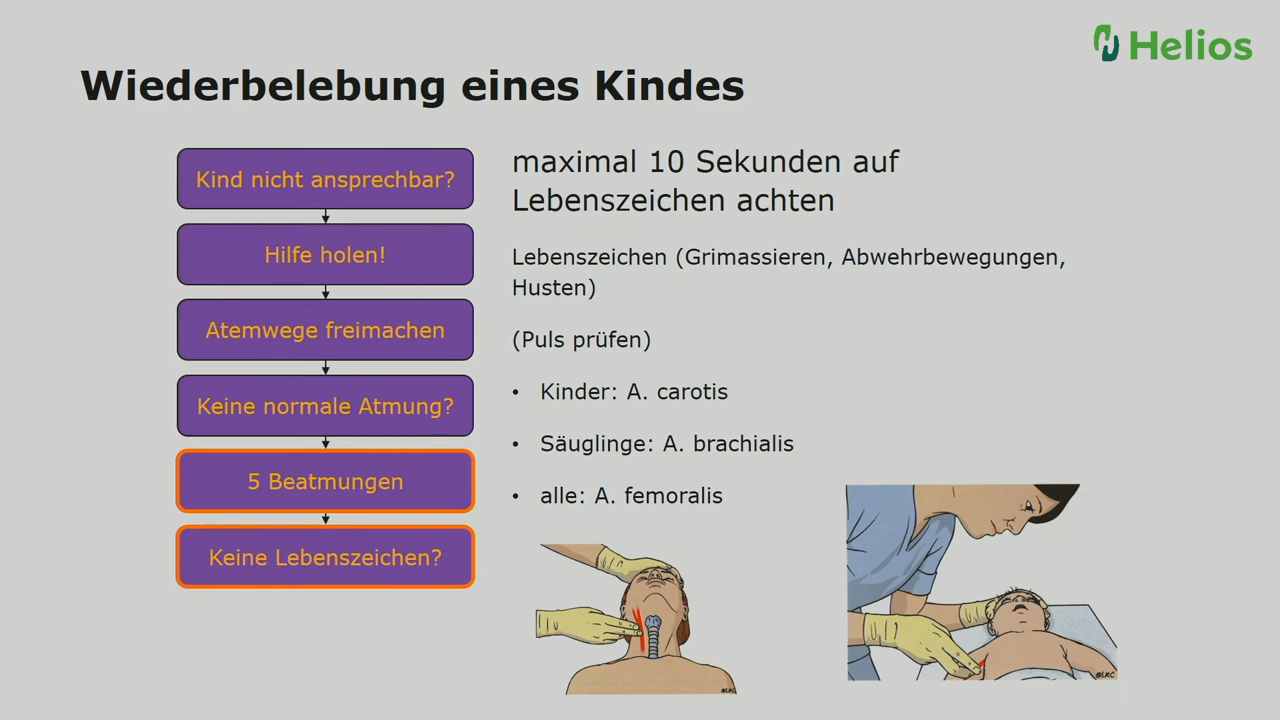 Helios
Wiederbelebung eines Kindes
Kind nicht ansprechbar?
Hilfe holen!
Atemwege freimachen
Keine normale Atmung?
5 Beatmungen
Keine Lebenszeichen?
maximal 10 Sekunden auf
Lebenszeichen achten
Lebenszeichen (Grimassieren, Abwehrbewegungen,
Husten)
(Puls prüfen)
• Kinder: A. carotis
• Säuglinge: A. brachialis
• alle: A. femoralis